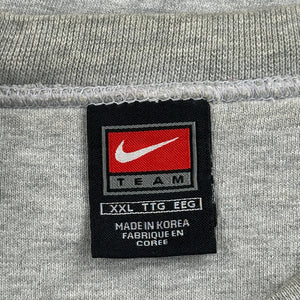 TEAM
XXL TTG EEG
MADE IN KOREA
FABRIQUE EN
COREE